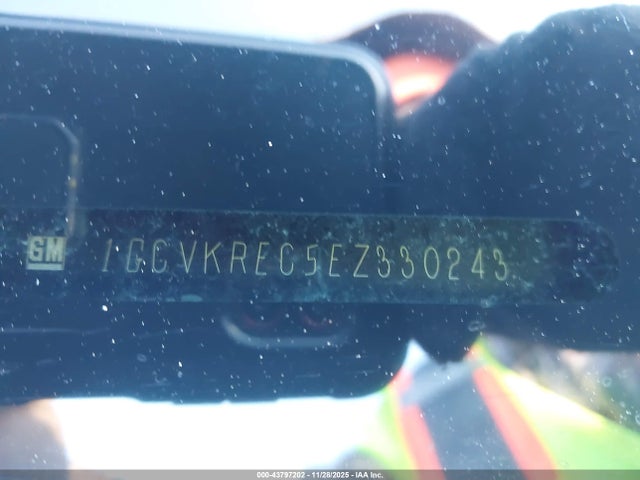 GM 1GCVKREC5EZ330243
000-43797202 - 11/28/2025 - IAA Inc.